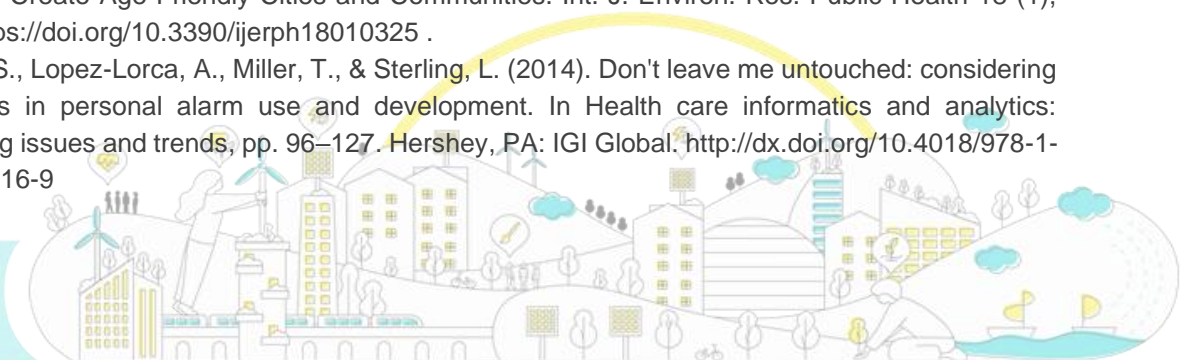 Create Age-Friendly Cities and Communities. Int. J. Environ. Res. Public Health 18 (1),
os://doi.org/10.3390/ijerph18010325 .
S., Lopez-Lorca, A., Miller, T., & Sterling, L. (2014). Don't leave me untouched: considering
s in personal alarm use and development. In Health care informatics and analytics:
g issues and trends, pp. 96–127. Hershey, PA: IGI Global. http://dx.doi.org/10.4018/978-1-
16-9